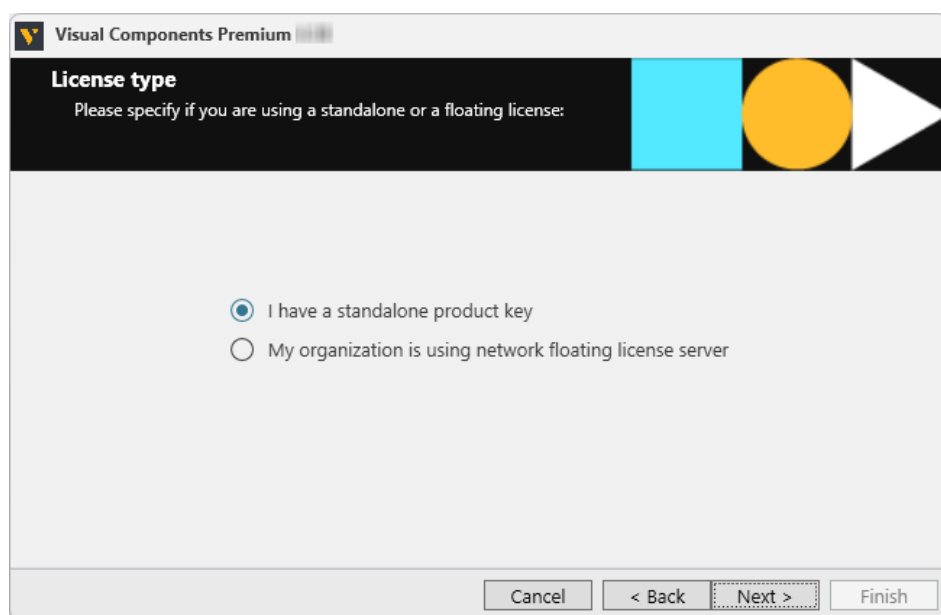 Visual Components Premium
License type
Please specify if you are using a standalone or a floating license:
I have a standalone product key
My organization is using network floating license server
Cancel
< Back
Next >
Finish